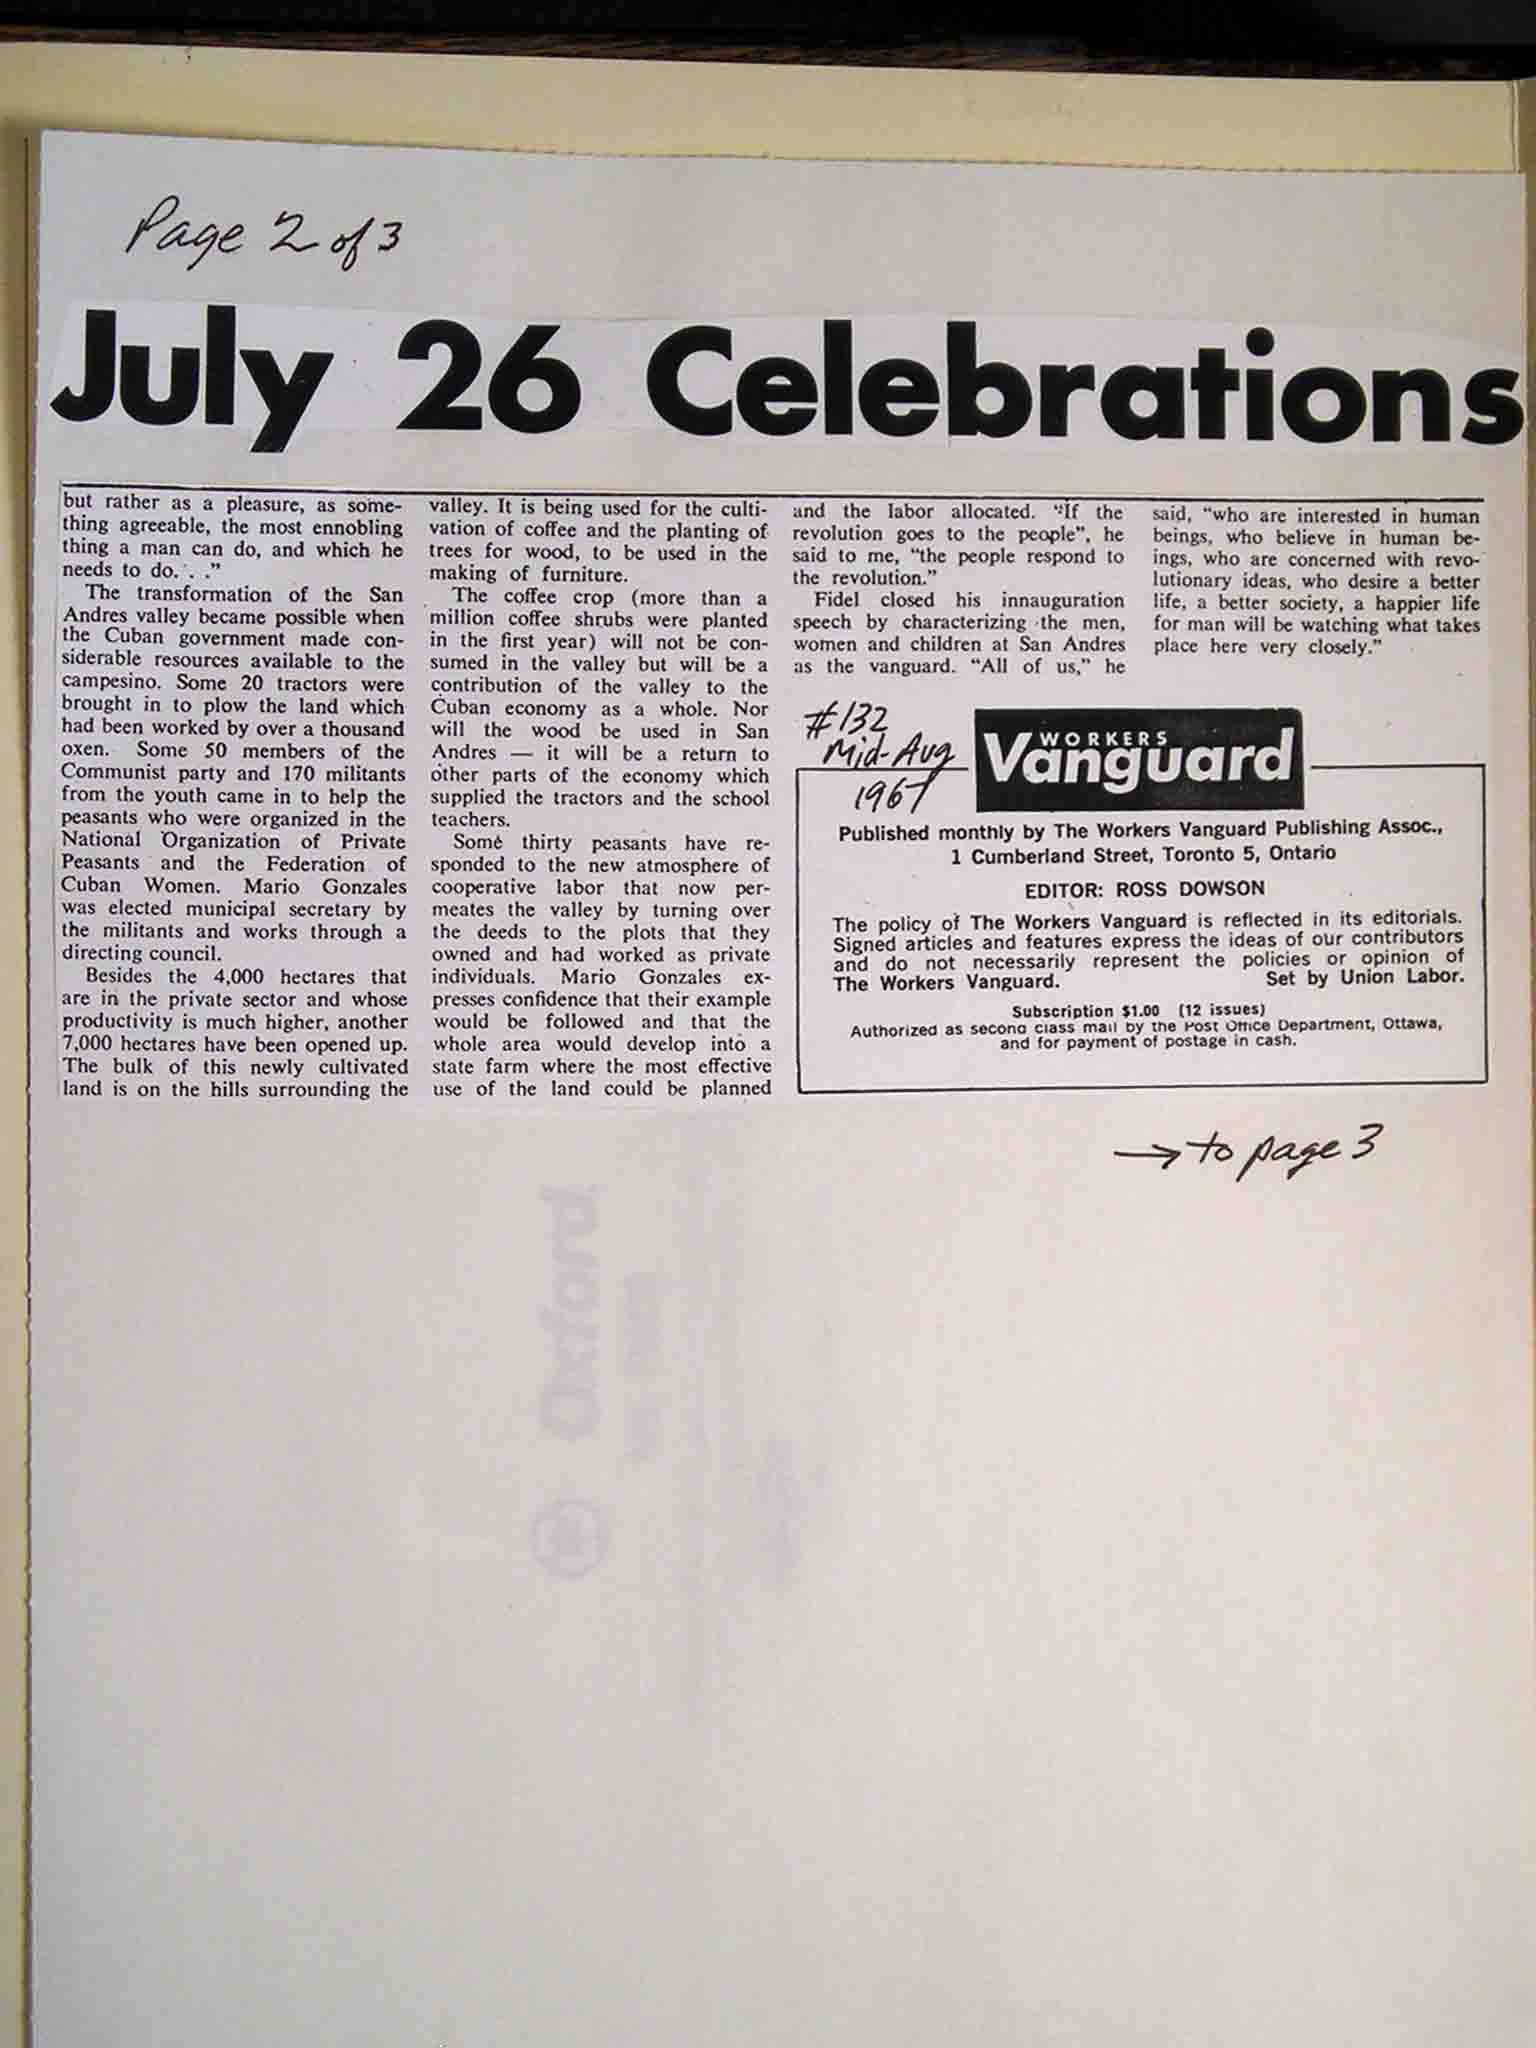 Page 2 of 3
July 26 Celebrations
but rather as a pleasure, as some-
thing agreeable, the most ennobling
thing a man can do, and which he
needs to do. . .”
The transformation of the San
Andres valley became possible when
the Cuban government made con-
siderable resources available to the
campesino. Some 20 tractors were
brought in to plow the land which
had been worked by over a thousand
oxen. Some 50 members of the
Communist party and 170 militants
from the youth came in to help the
peasants who were organized in the
National Organization of Private
Peasants and the Federation of
Cuban Women. Mario Gonzales
was elected municipal secretary by
the militants and works through a
directing council.
Besides the 4,000 hectares that
are in the private sector and whose
productivity is much higher, another
7,000 hectares have been opened up.
The bulk of this newly cultivated
land is on the hills surrounding the
valley. It is being used for the culti-
vation of coffee and the planting of
trees for wood, to be used in the
making of furniture.
The coffee crop (more than a
million coffee shrubs were planted
in the first year) will not be con-
sumed in the valley but will be a
contribution of the valley to the
Cuban economy as a whole. Nor
will the wood be used in San
Andres — it will be a return to
other parts of the economy which
supplied the tractors and the school
teachers.
Some thirty peasants have re-
sponded to the new atmosphere of
cooperative labor that now per-
meates the valley by turning over
the deeds to the plots that they
owned and had worked as private
individuals. Mario Gonzales ex-
presses confidence that their example
would be followed and that the
whole area would develop into a
state farm where the most effective
use of the land could be planned
and the labor allocated. “If the
revolution goes to the people”, he
said to me, “the people respond to
the revolution.”
Fidel closed his innauguration
speech by characterizing the men,
women and children at San Andres
as the vanguard. “All of us,” he
said, “who are interested in human
beings, who believe in human be-
ings, who are concerned with revo-
lutionary ideas, who desire a better
life, a better society, a happier life
for man will be watching what takes
place here very closely.”
#132
Mid-Aug
1967
WORKERS
Vanguard
Published monthly by The Workers Vanguard Publishing Assoc.,
1 Cumberland Street, Toronto 5, Ontario
EDITOR: ROSS DOWSON
The policy of The Workers Vanguard is reflected in its editorials.
Signed articles and features express the ideas of our contributors
and do not necessarily represent the policies or opinion of
The Workers Vanguard. Set by Union Labor.
Subscription $1.00 (12 issues)
Authorized as second class mail by the Post Office Department, Ottawa,
and for payment of postage in cash.
→ to page 3
Oxford